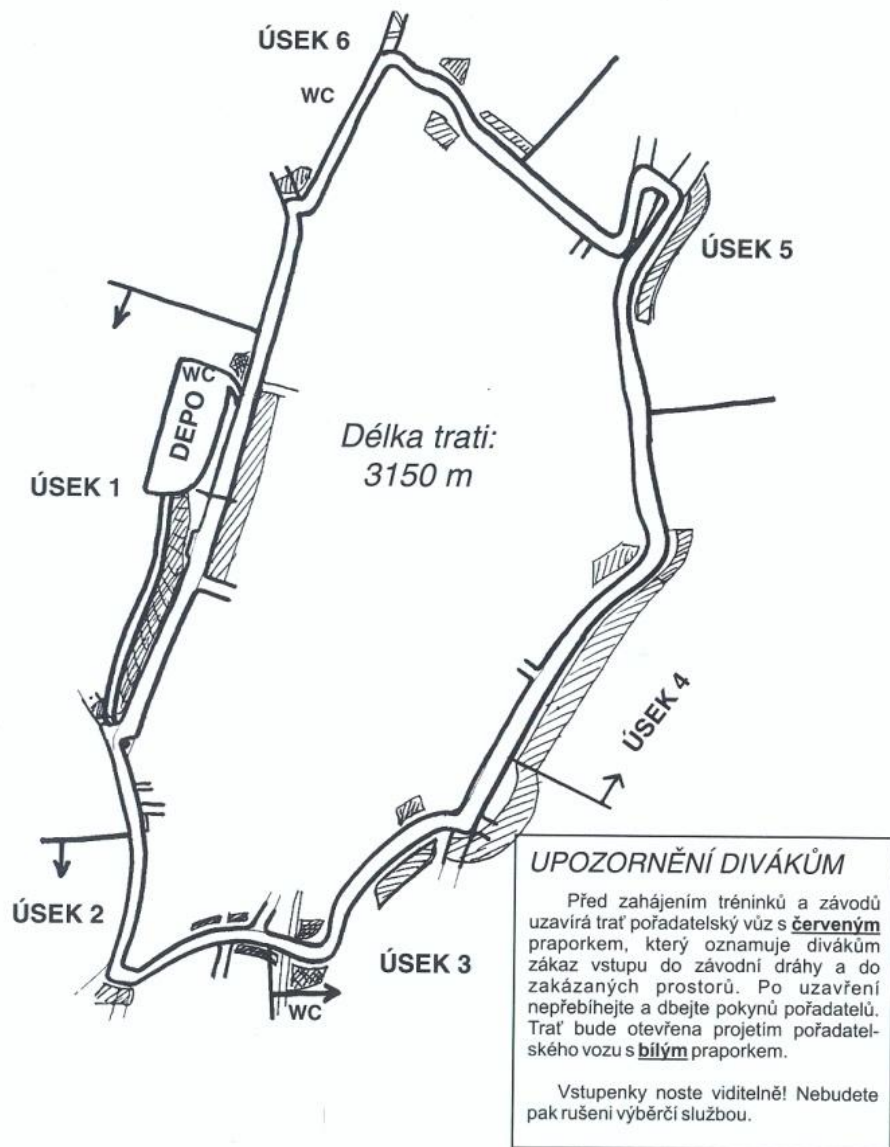 ÚSEK 6
WC
ÚSEK 5
WC
DEPO
Délka trati:
3150 m
ÚSEK 1
ÚSEK 4
ÚSEK 2
ÚSEK 3
WC
UPOZORNĚNÍ DIVÁKŮM
Před zahájením tréninků a závodů
uzavírá trať pořadatelský vůz s červeným
praporkem, který oznamuje divákům
zákaz vstupu do závodní dráhy a do
zakázaných prostorů. Po uzavření
nepřebíhejte a dbejte pokynů pořadatelů.
Trať bude otevřena projetím pořadatel-
ského vozu s bílým praporkem.
Vstupenky noste viditelně! Nebudete
pak rušeni výběrčí službou.